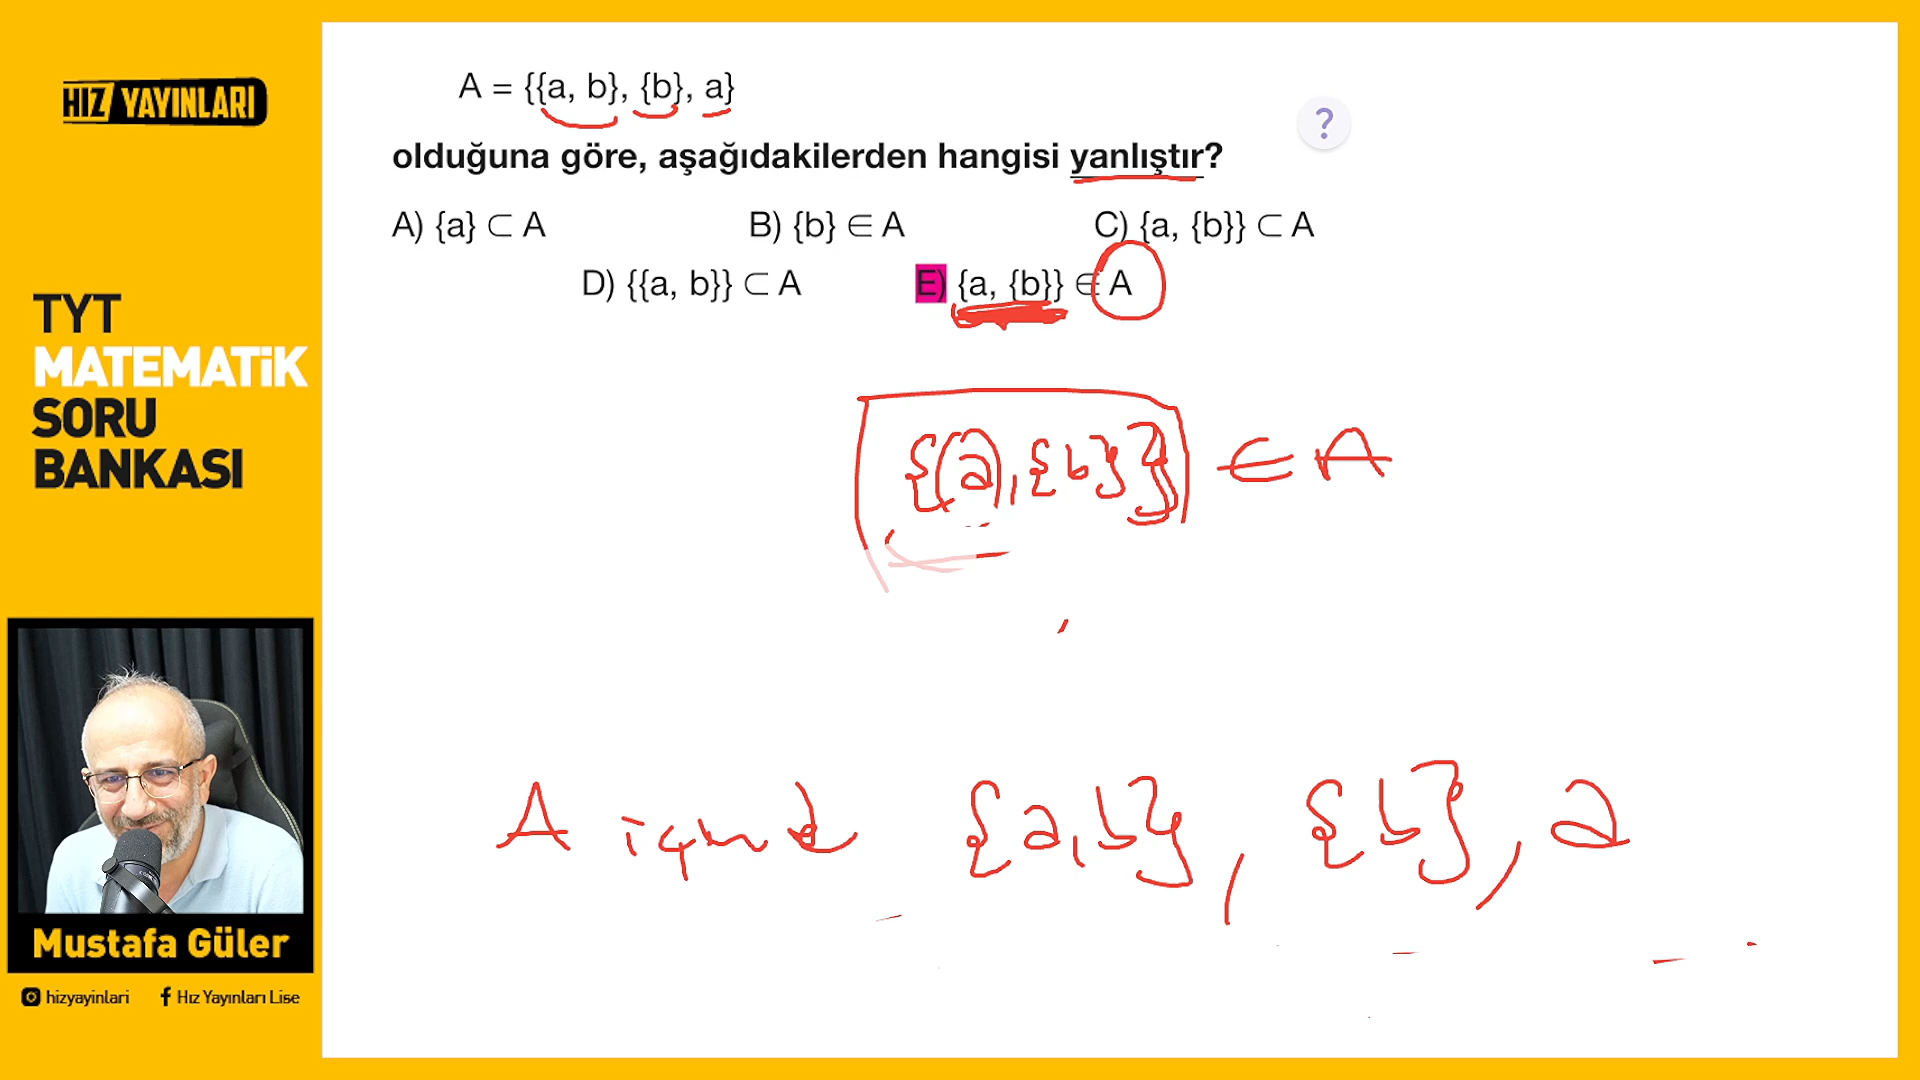 HIZ YAYINLARI
TYT
MATEMATİK
SORU
BANKASI
Mustafa Güler
hizyayinlari
Hız Yayınları Lise
A = {{a, b}, {b}, a}
olduğuna göre, aşağıdakilerden hangisi yanlıştır?
?
A) {a} ⊂ A
B) {b} ∈ A
C) {a, {b}} ⊂ A
D) {{a, b}} ⊂ A
E) {a, {b}} ∈ A
{a,{b}} ∈ A
A içinde {a,b}, {b}, a